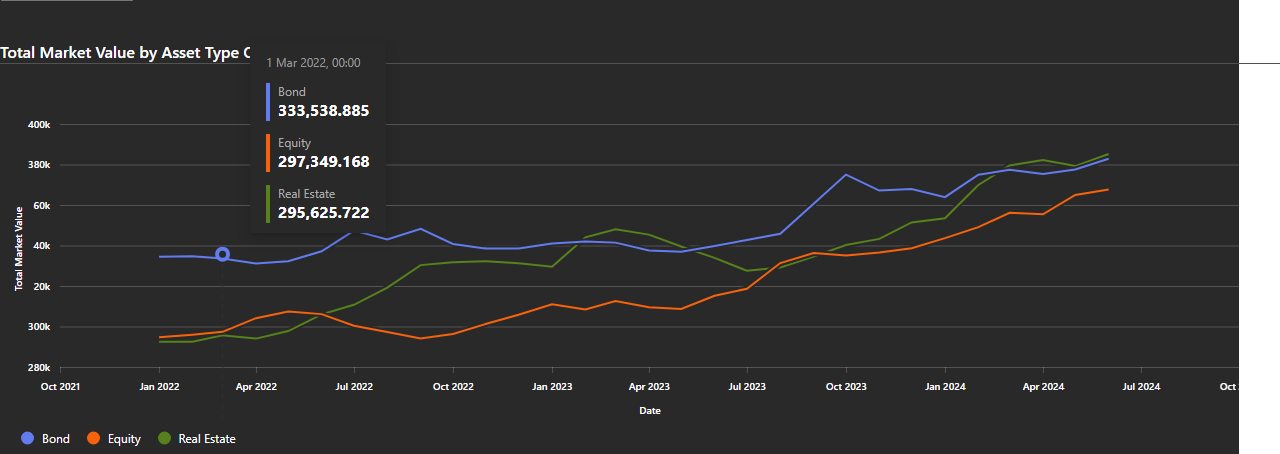 Total Market Value by Asset Type
1 Mar 2022, 00:00
Bond
333,538.885
Equity
297,349.168
Real Estate
295,625.722
400k
380k
60k
40k
20k
300k
280k
Total Market Value
Oct 2021 Jan 2022 Apr 2022 Jul 2022 Oct 2022 Jan 2023 Apr 2023 Jul 2023 Oct 2023 Jan 2024 Apr 2024 Jul 2024 Oct
Date
Bond Equity Real Estate